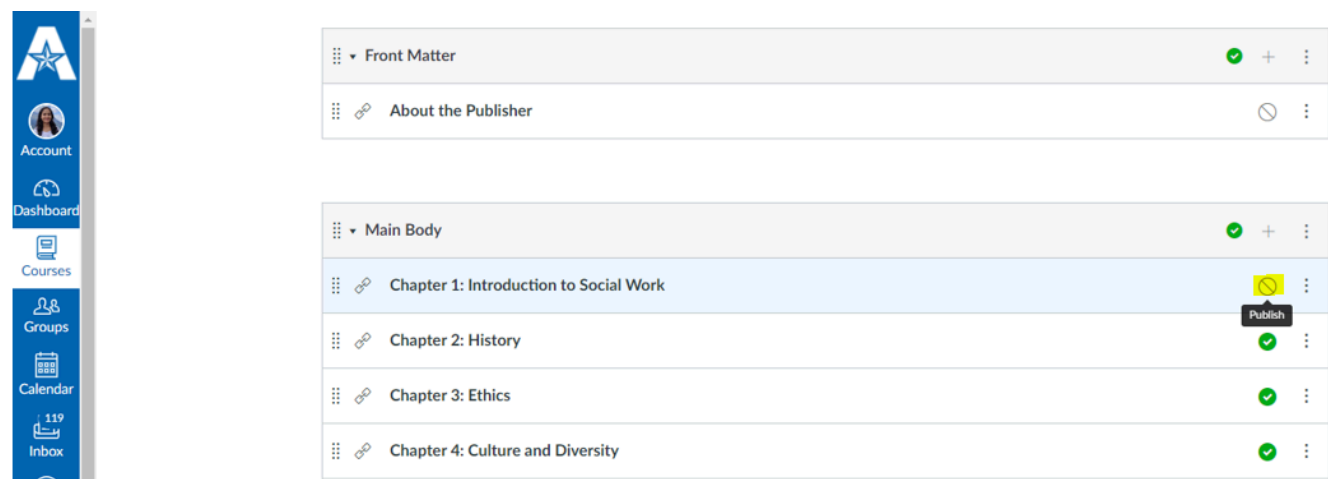 Account
Dashboard
Courses
Groups
Calendar
119
Inbox
Front Matter
About the Publisher
Main Body
Chapter 1: Introduction to Social Work
Publish
Chapter 2: History
Chapter 3: Ethics
Chapter 4: Culture and Diversity